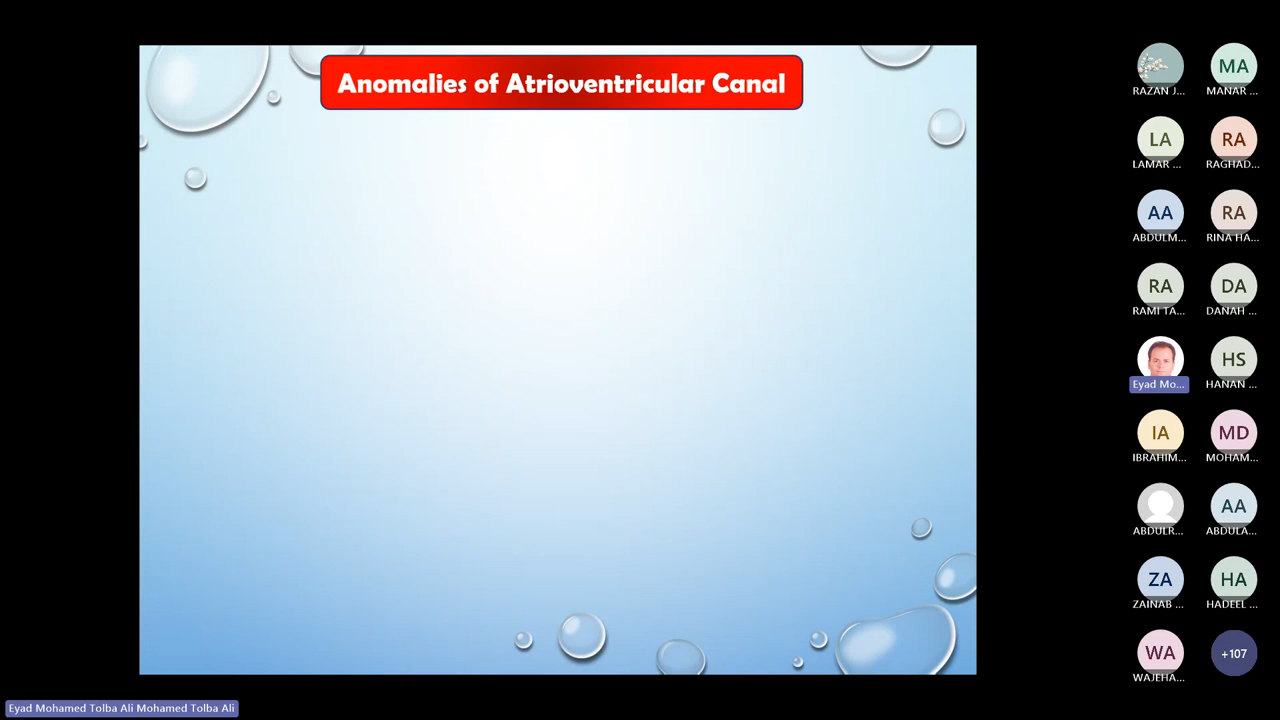 Anomalies of Atrioventricular Canal
RAZAN J...
MA
MANAR ...
LA
LAMAR ...
RA
RAGHAD...
AA
ABDULM...
RA
RINA HA...
RA
RAMI TA...
DA
DANAH ...
Eyad Mo...
HS
HANAN ...
IA
IBRAHIM...
MD
MOHAM...
ABDULR...
AA
ABDULA...
ZA
ZAINAB ...
HA
HADEEL ...
WA
WAJEHA...
+107
Eyad Mohamed Tolba Ali Mohamed Tolba Ali